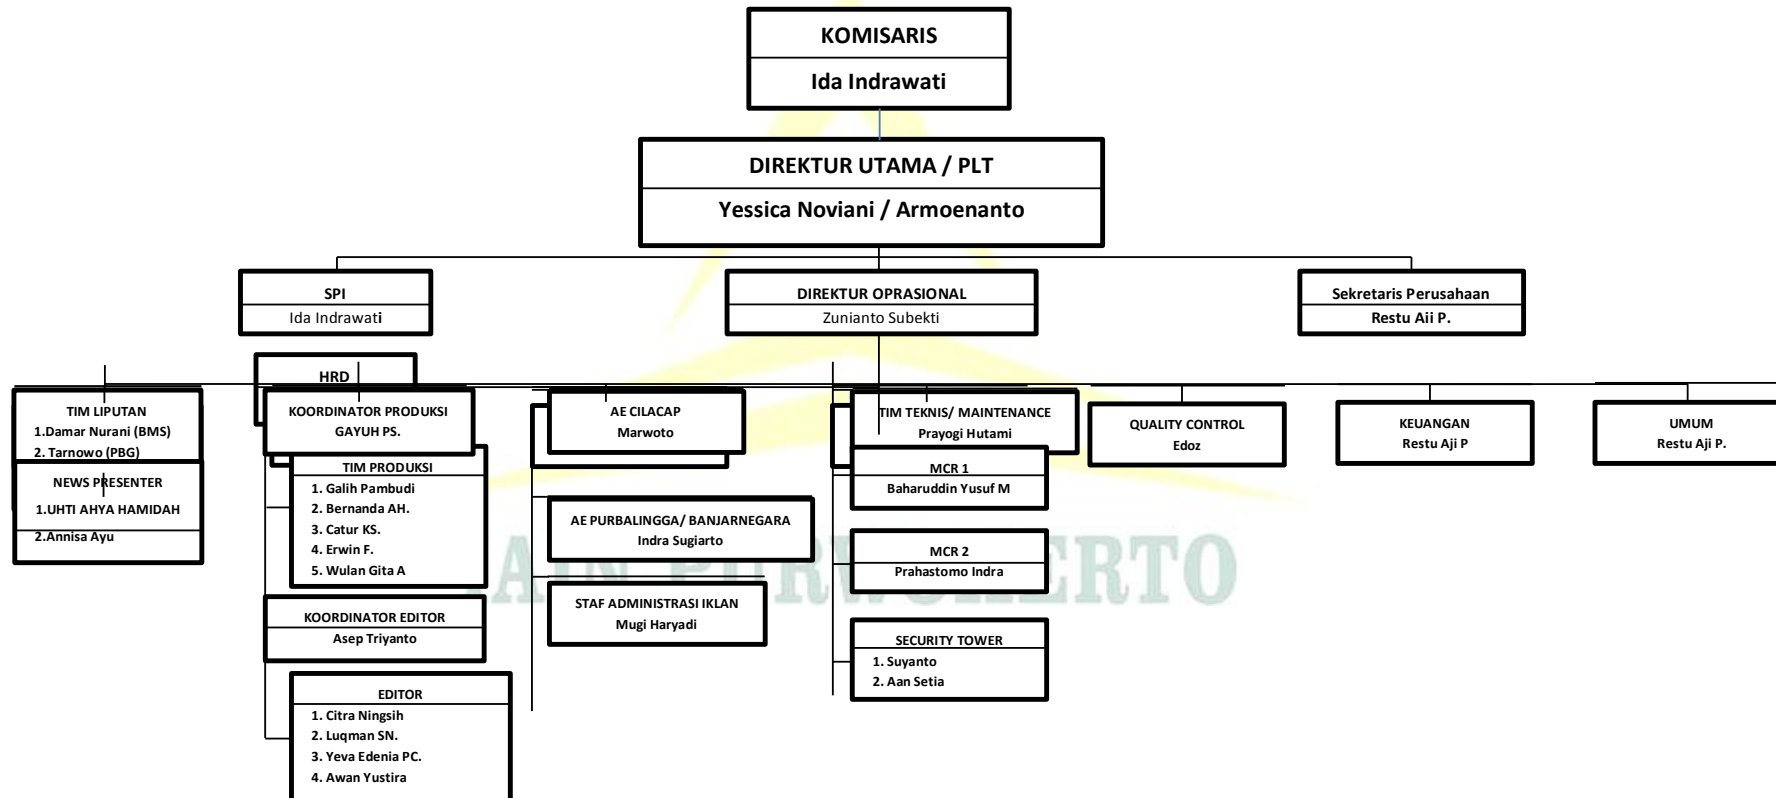 KOMISARIS
Ida Indrawati
DIREKTUR UTAMA / PLT
Yessica Noviani / Armoenanto
SPI
Ida Indrawati
DIREKTUR OPRASIONAL
Zunianto Subekti
Sekretaris Perusahaan
Restu Aii P.
HRD
TIM LIPUTAN
1.Damar Nurani (BMS)
2. Tarnowo (PBG)
NEWS PRESENTER
1.UHTI AHYA HAMIDAH
2.Annisa Ayu
KOORDINATOR PRODUKSI
GAYUH PS.
TIM PRODUKSI
1. Galih Pambudi
2. Bernanda AH.
3. Catur KS.
4. Erwin F.
5. Wulan Gita A
KOORDINATOR EDITOR
Asep Triyanto
EDITOR
1. Citra Ningsih
2. Luqman SN.
3. Yeva Edenia PC.
4. Awan Yustira
AE CILACAP
Marwoto
AE PURBALINGGA/ BANJARNEGARA
Indra Sugiarto
STAF ADMINISTRASI IKLAN
Mugi Haryadi
TIM TEKNIS/ MAINTENANCE
Prayogi Hutami
MCR 1
Baharuddin Yusuf M
MCR 2
Prahastomo Indra
SECURITY TOWER
1. Suyanto
2. Aan Setia
QUALITY CONTROL
Edoz
KEUANGAN
Restu Aji P
UMUM
Restu Aji P.
IAIN PURWOKERTO